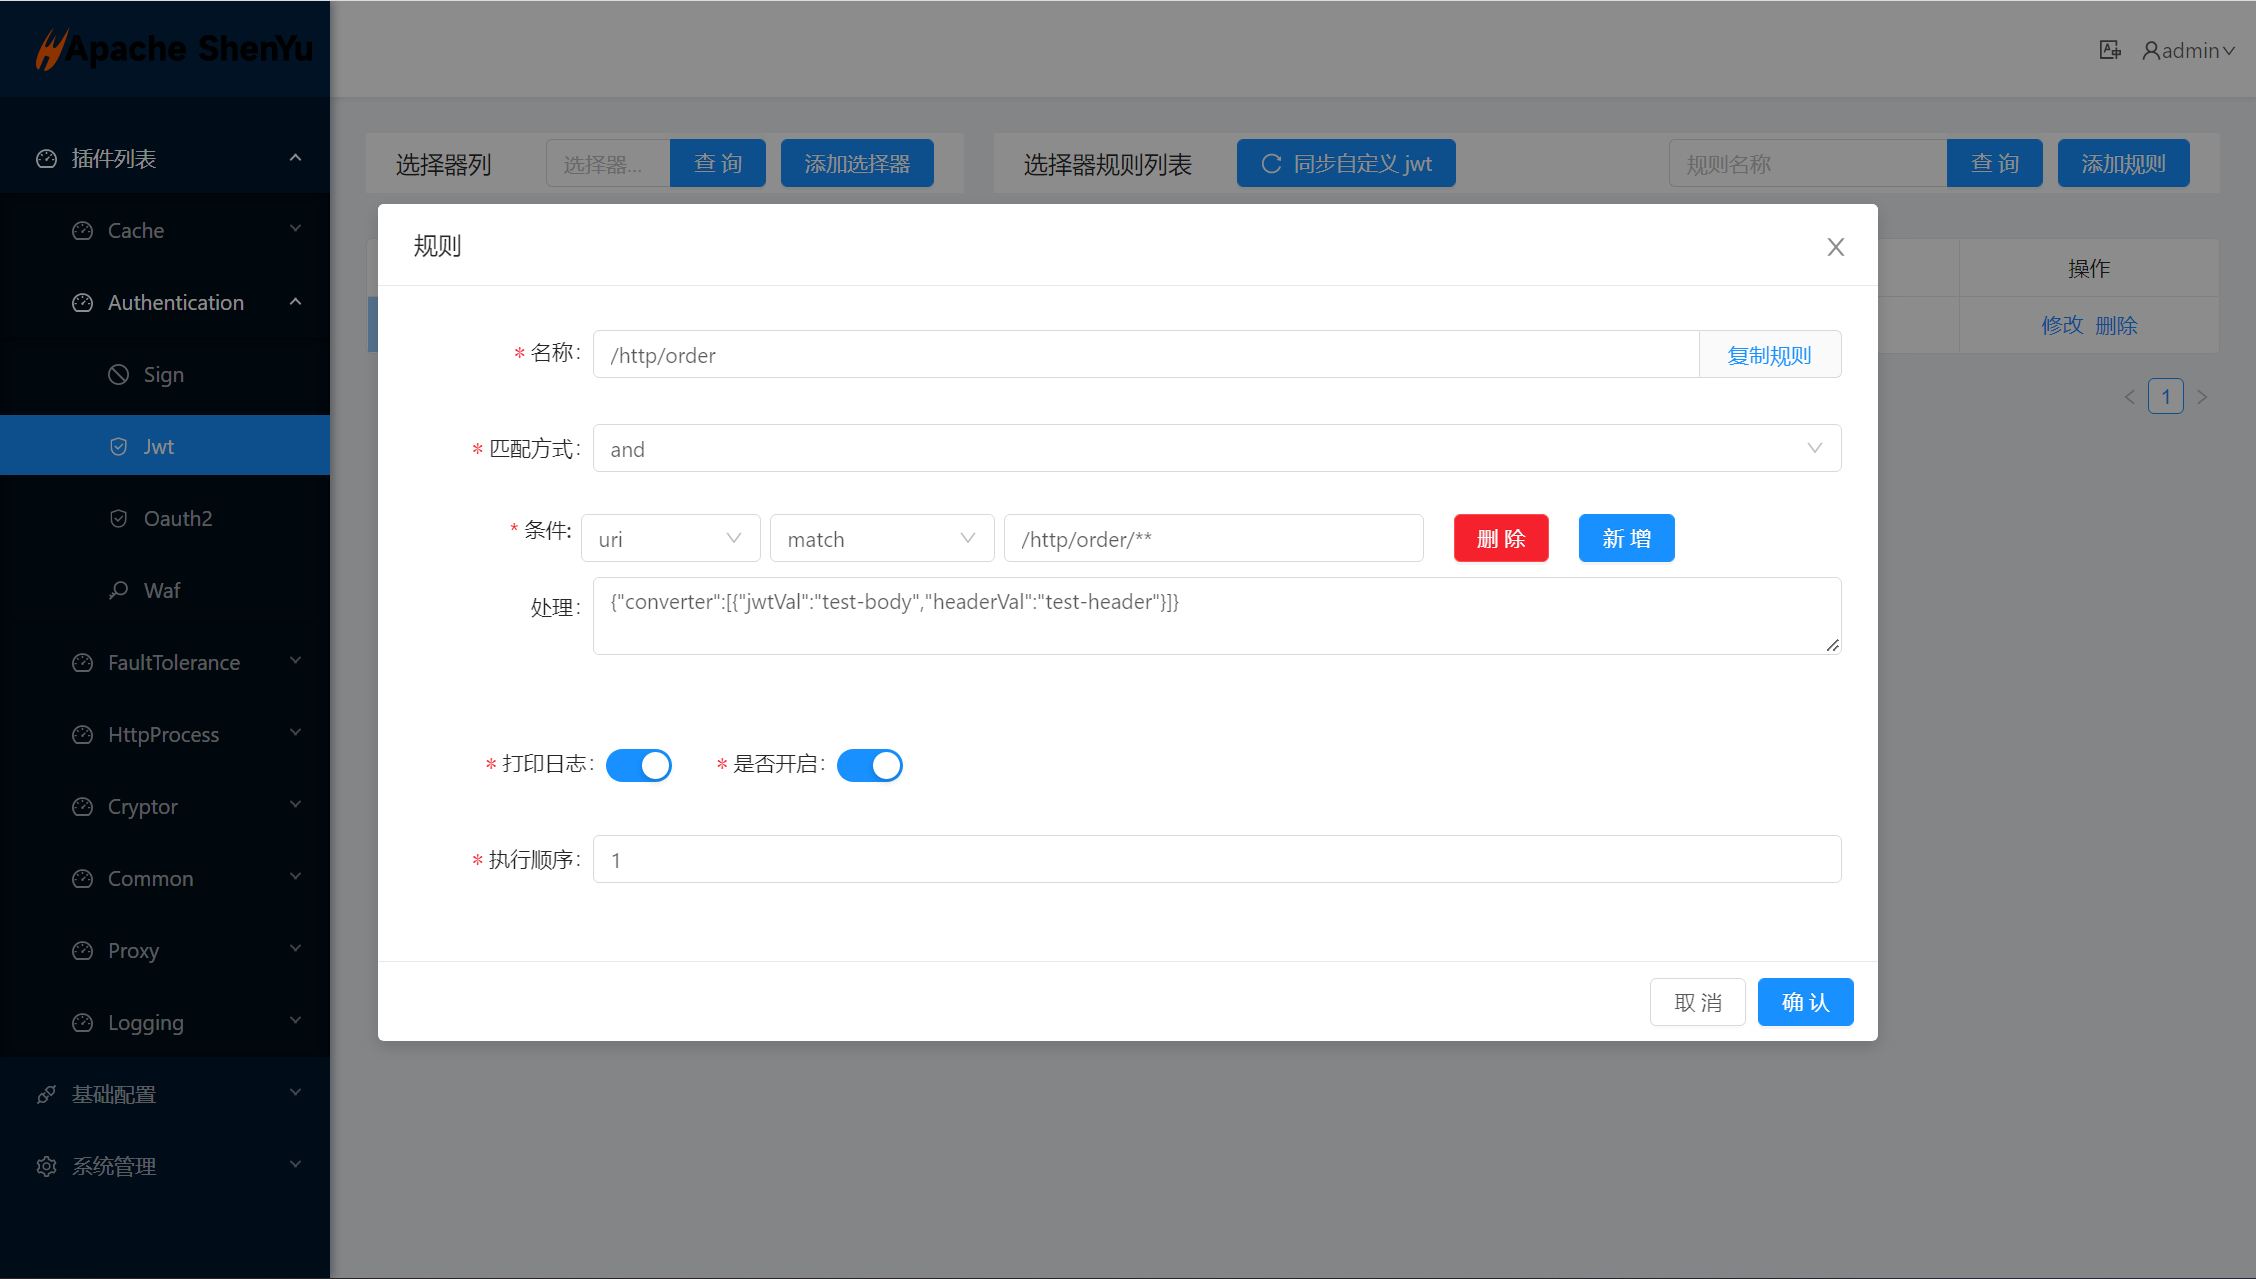 Apache ShenYu
admin
插件列表
Cache
Authentication
Sign
Jwt
Oauth2
Waf
FaultTolerance
HttpProcess
Cryptor
Common
Proxy
Logging
基础配置
系统管理
选择器列
选择器...
查 询
添加选择器
选择器规则列表
同步自定义 jwt
规则名称
查 询
添加规则
操作
修改 删除
1
规则
* 名称: /http/order 复制规则
* 匹配方式: and
* 条件: uri match /http/order/** 删 除 新 增
处理: {"converter":[{"jwtVal":"test-body","headerVal":"test-header"}]}
* 打印日志: * 是否开启:
* 执行顺序: 1
取 消 确 认